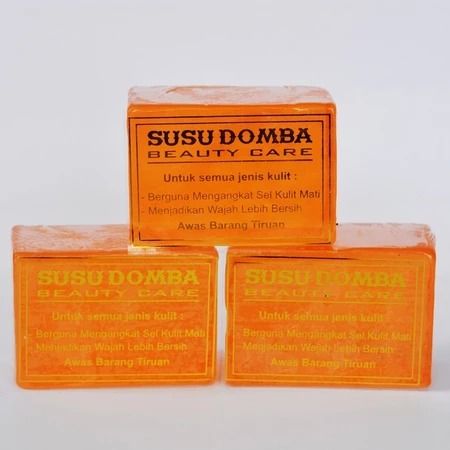 SUSU DOMBA
BEAUTY CARE
Untuk semua jenis kulit :
- Berguna Mengangkat Sel Kulit Mati
- Menjadikan Wajah Lebih Bersih
Awas Barang Tiruan
SUSU DOMBA
BEAUTY CARE
Untuk semua jenis kulit :
- Berguna Mengangkat Sel Kulit Mati
- Menjadikan Wajah Lebih Bersih
Awas Barang Tiruan
SUSU DOMBA
BEAUTY CARE
Untuk semua jenis kulit :
- Berguna Mengangkat Sel Kulit Mati
- Menjadikan Wajah Lebih Bersih
Awas Barang Tiruan